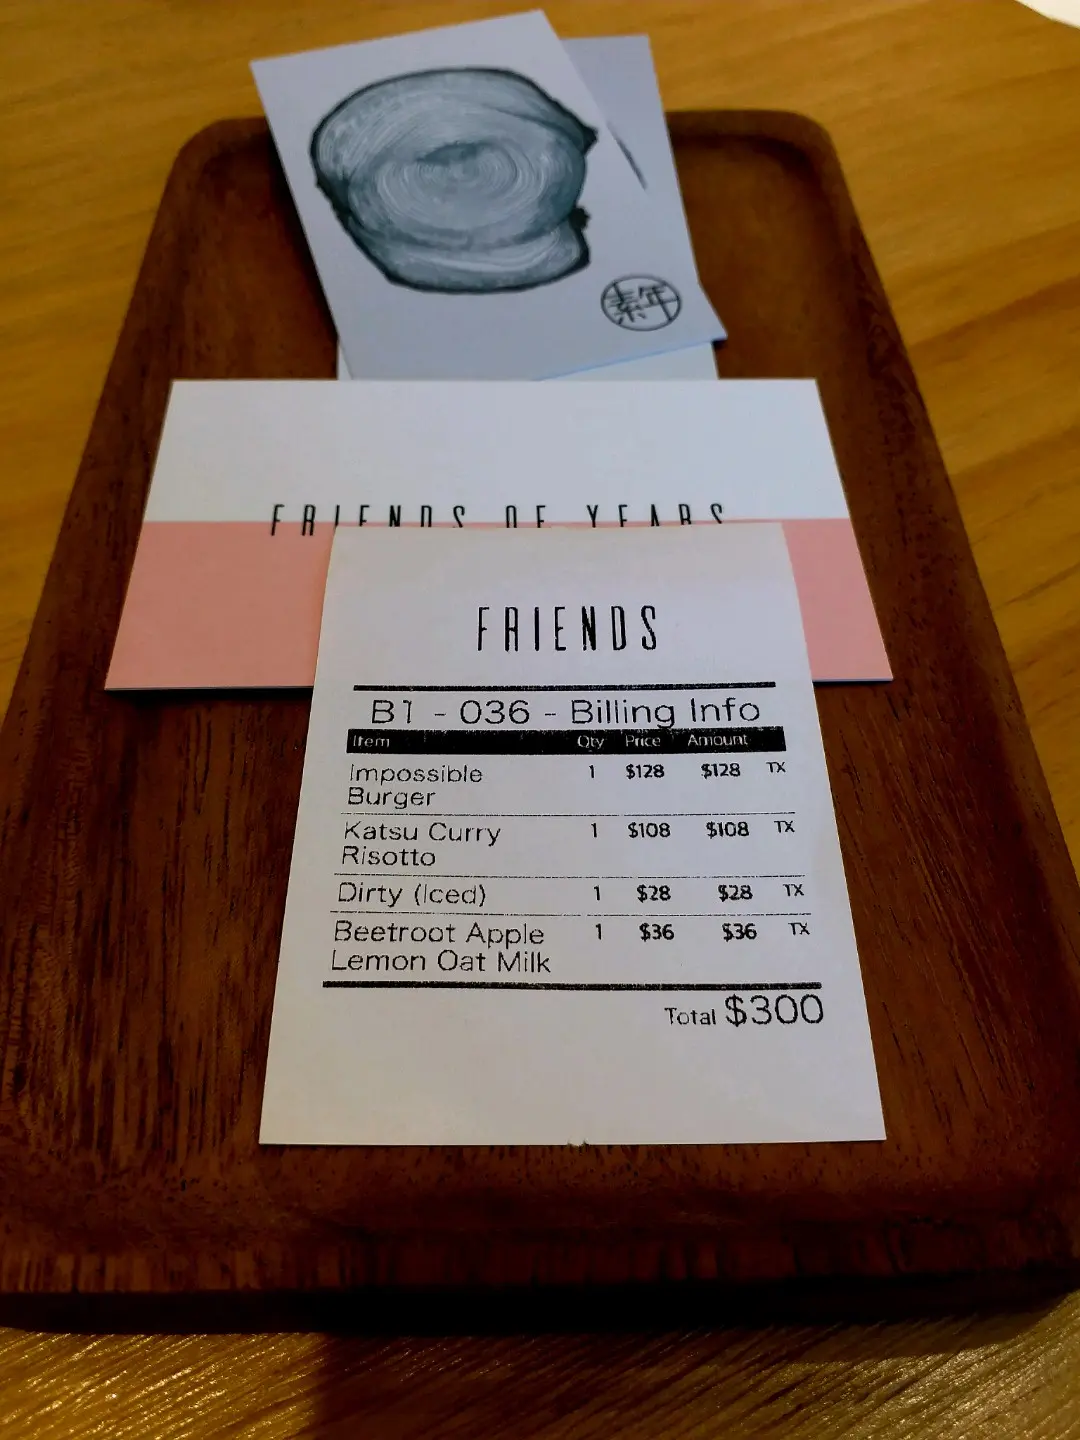 素年
FRIENDS OF YEARS
FRIENDS
B1 - 036 - Billing Info
Item Qty Price Amount
Impossible 1 $128 $128 TX
Burger
Katsu Curry 1 $108 $108 TX
Risotto
Dirty (Iced) 1 $28 $28 TX
Beetroot Apple 1 $36 $36 TX
Lemon Oat Milk
Total $300